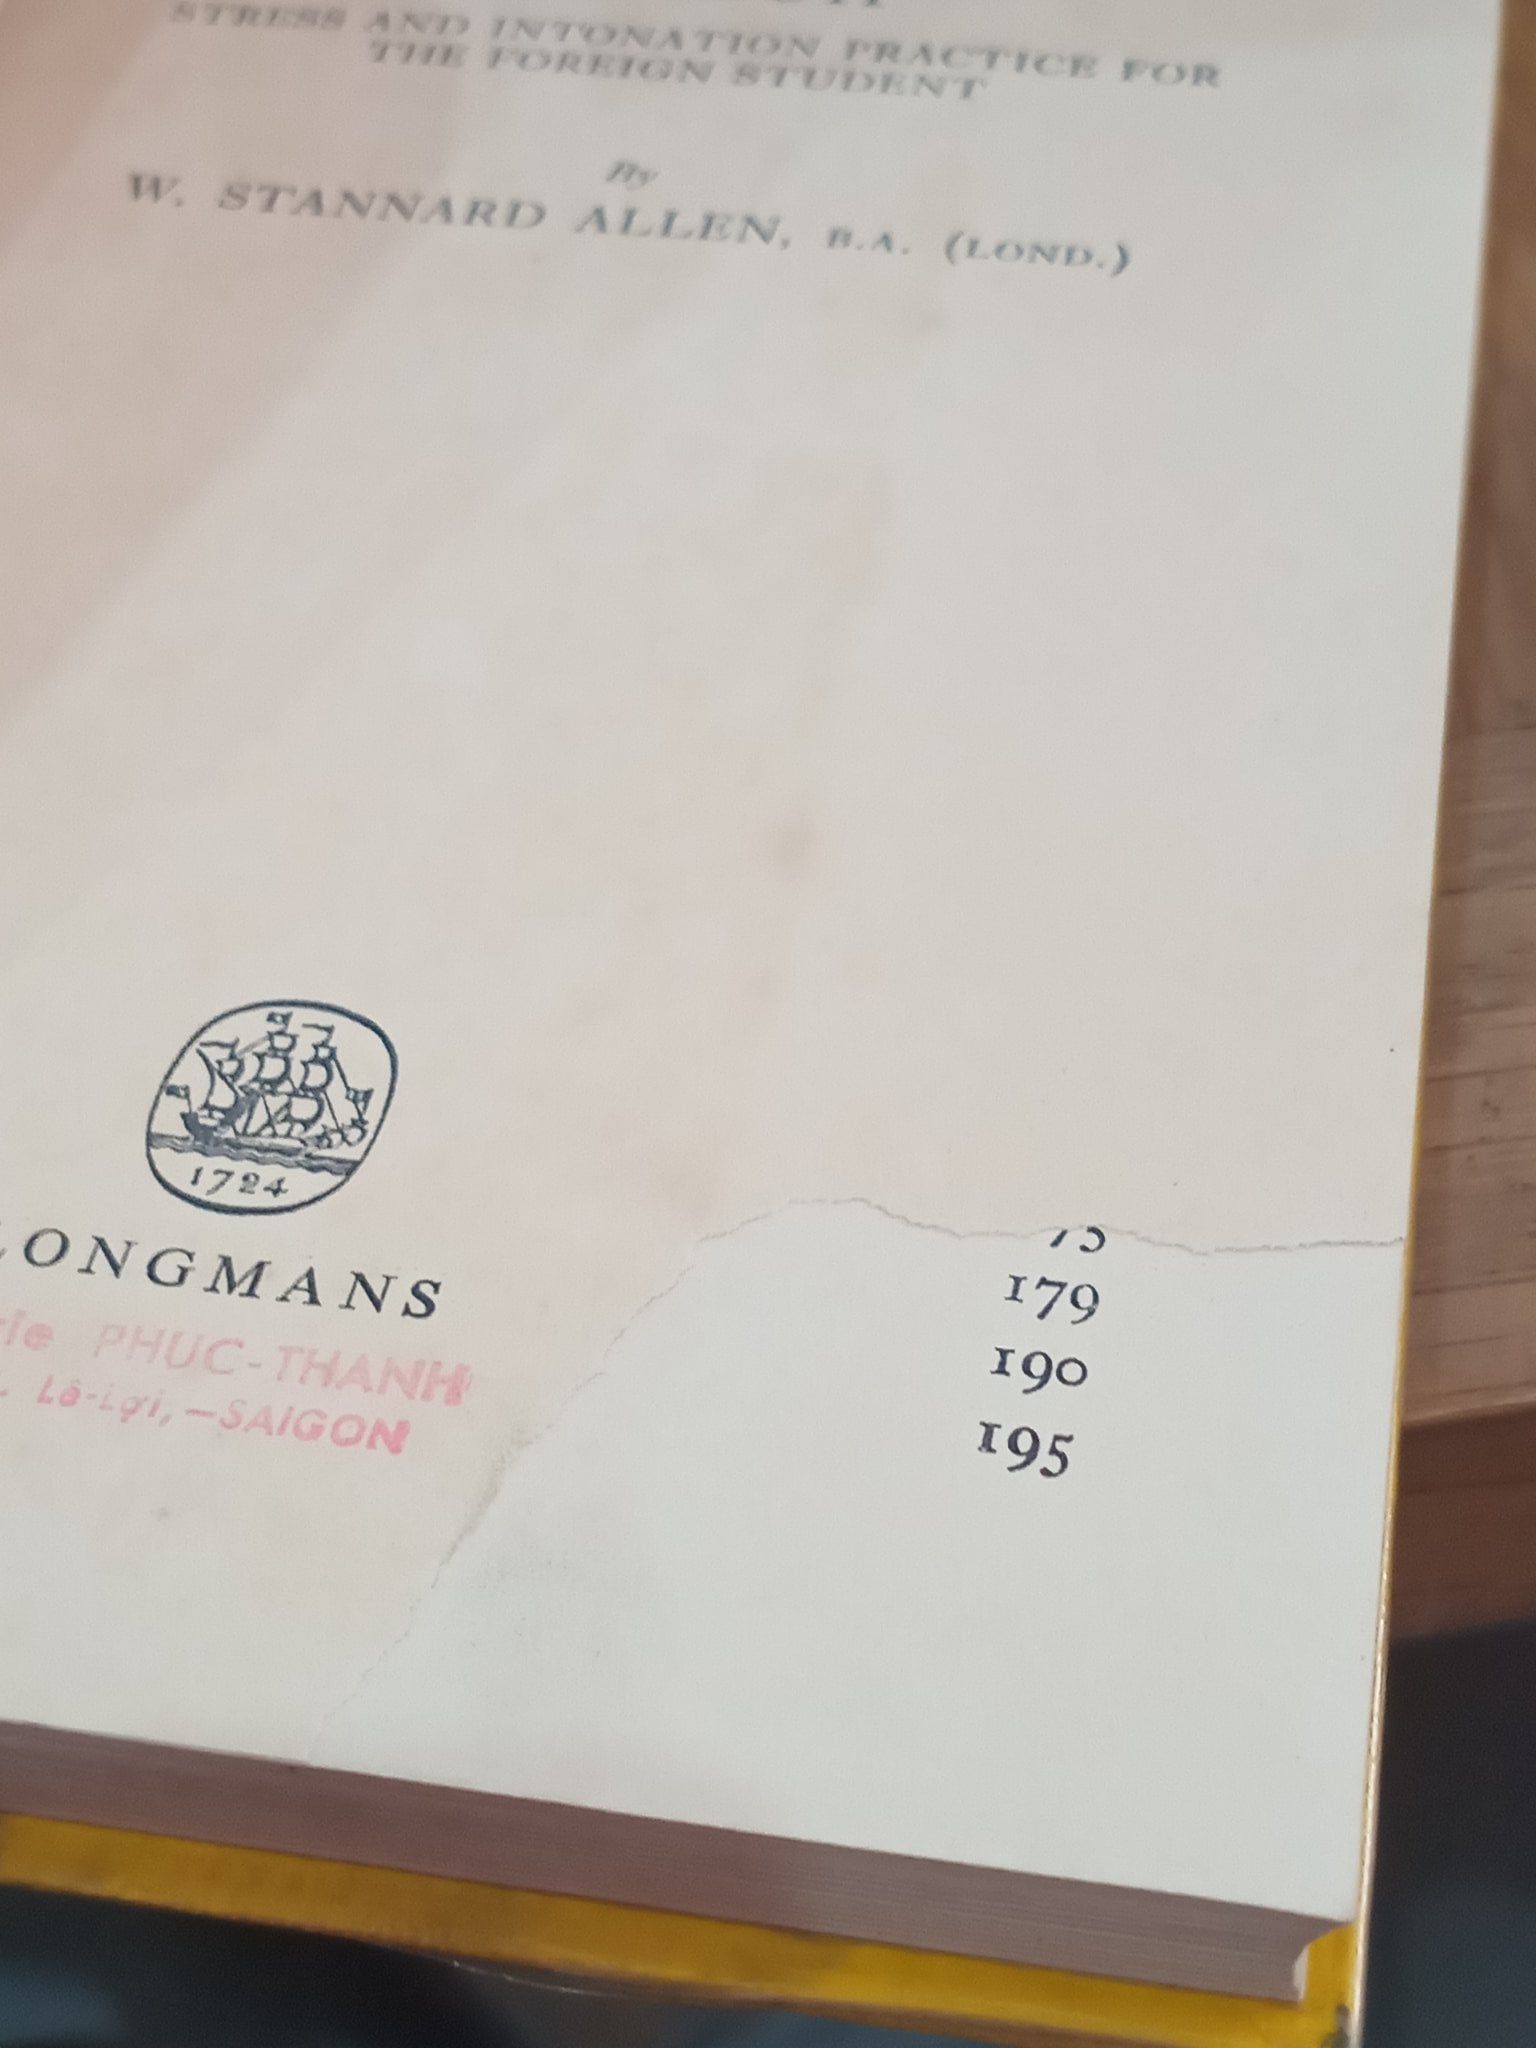 STRESS AND INTONATION PRACTICE FOR
THE FOREIGN STUDENT
By
W. STANNARD ALLEN, B.A. (LOND.)
1724
LONGMANS
PHUC-THANH
Lê-Lợi, —SAIGON
179
190
195